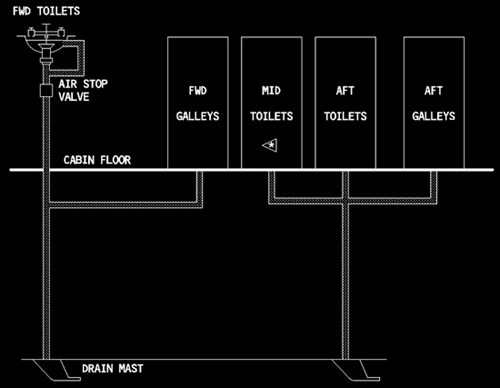 FWD TOILETS
AIR STOP
VALVE
FWD
GALLEYS
MID
TOILETS
AFT
TOILETS
AFT
GALLEYS
CABIN FLOOR
DRAIN MAST